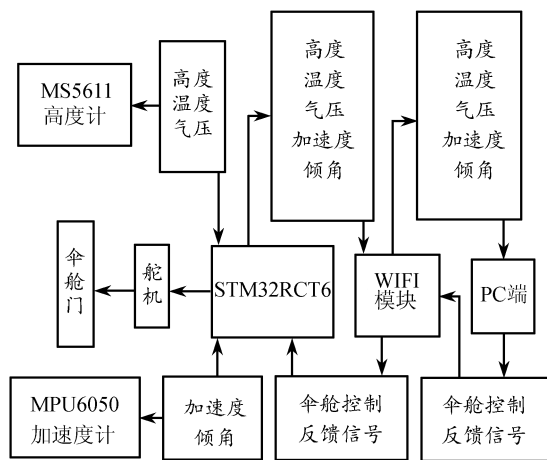 MS5611
高度计
高度
温度
气压
高度
温度
气压
加速度
倾角
高度
温度
气压
加速度
倾角
伞
舱
门
舵
机
STM32RCT6
WIFI
模块
PC端
MPU6050
加速度计
加速度
倾角
伞舱控制
反馈信号
伞舱控制
反馈信号